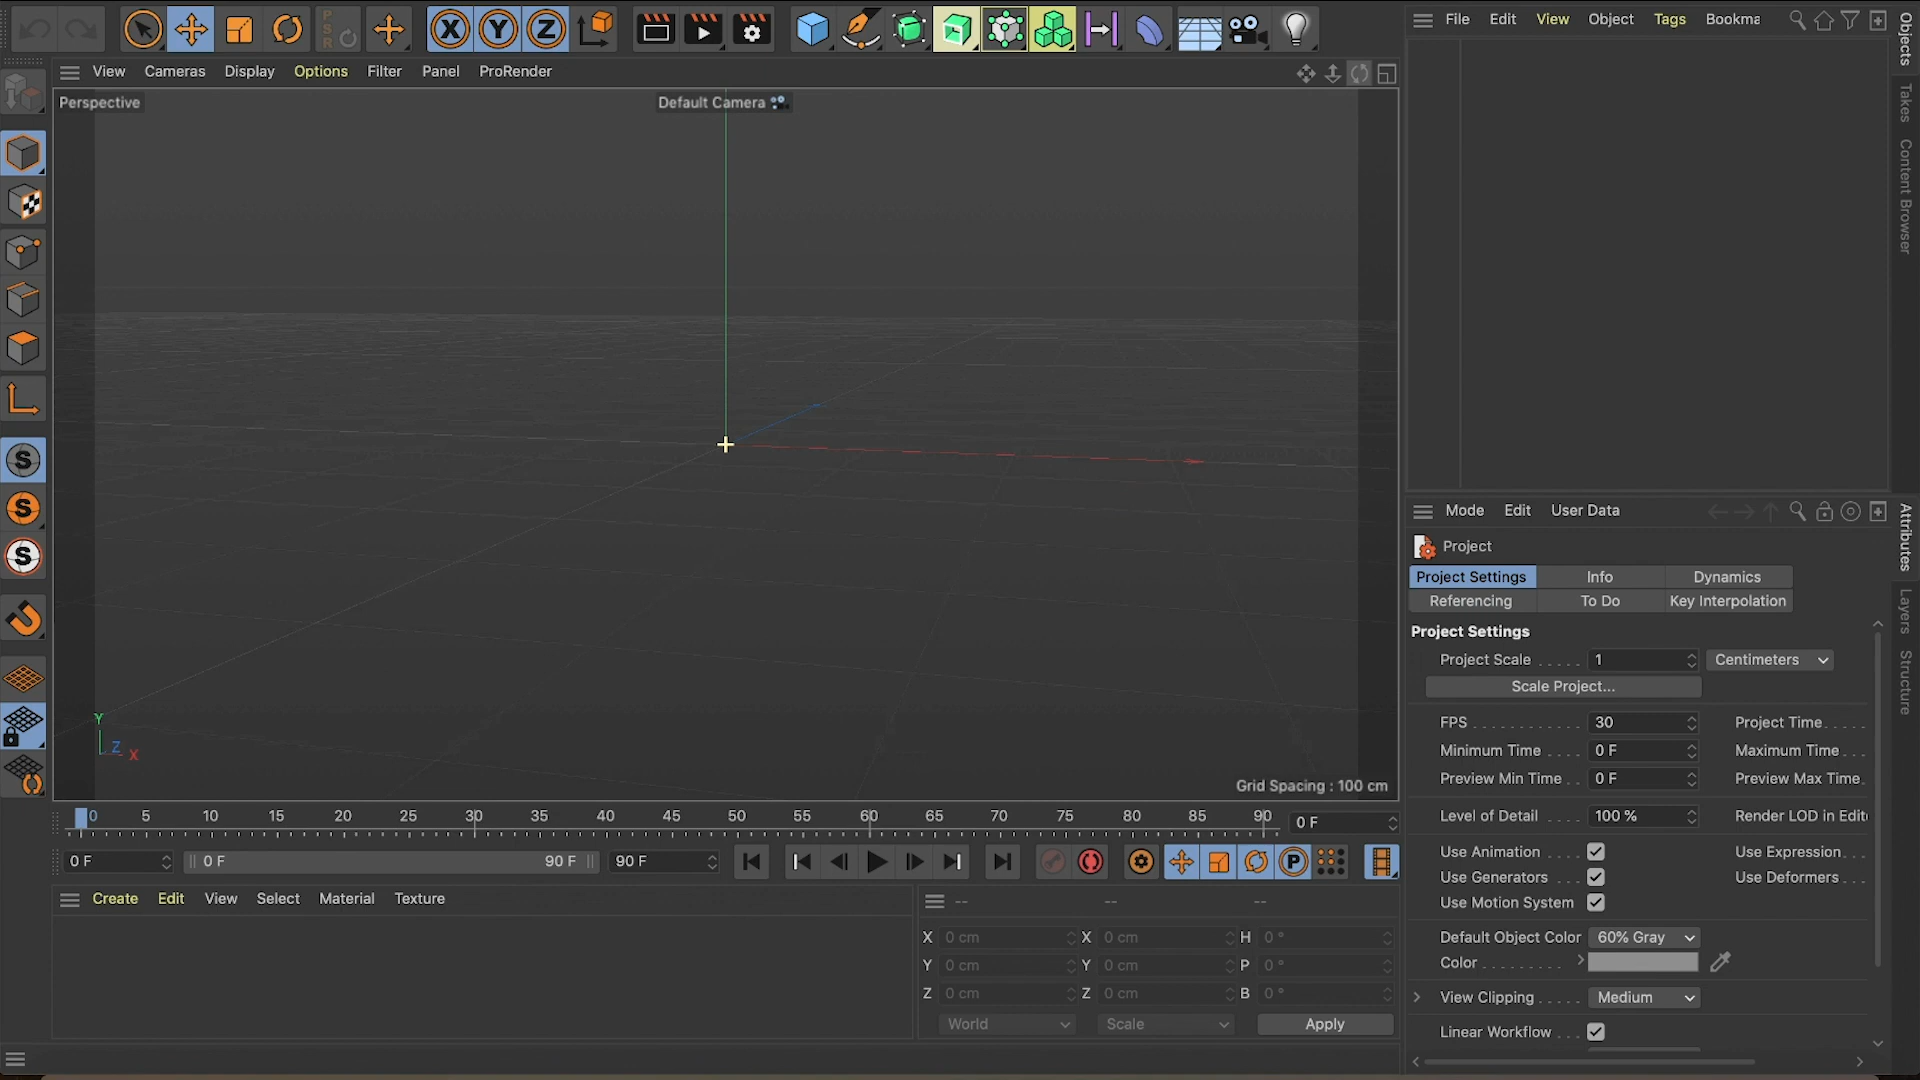 File Edit View Object Tags Bookma
View Cameras Display Options Filter Panel ProRender
Perspective
Default Camera
Y
Z
X
Grid Spacing : 100 cm
Objects
Takes
Content Browser
0 5 10 15 20 25 30 35 40 45 50 55 60 65 70 75 80 85 90 0 F
0 F 0 F 90 F 90 F
Create Edit View Select Material Texture
-- -- --
X 0 cm X 0 cm H 0 °
Y 0 cm Y 0 cm P 0 °
Z 0 cm Z 0 cm B 0 °
World Scale Apply
Mode Edit User Data
Project
Project Settings Info Dynamics
Referencing To Do Key Interpolation
Project Settings
Project Scale . . . . . 1 Centimeters
Scale Project...
FPS 30 Project Time
Minimum Time 0 F Maximum Time
Preview Min Time 0 F Preview Max Time
Level of Detail 100 % Render LOD in Edit
Use Animation Use Expression
Use Generators Use Deformers
Use Motion System
Default Object Color 60% Gray
Color
View Clipping Medium
Linear Workflow
Attributes
Layers
Structure
X Y Z
PSR
S
S
S
P